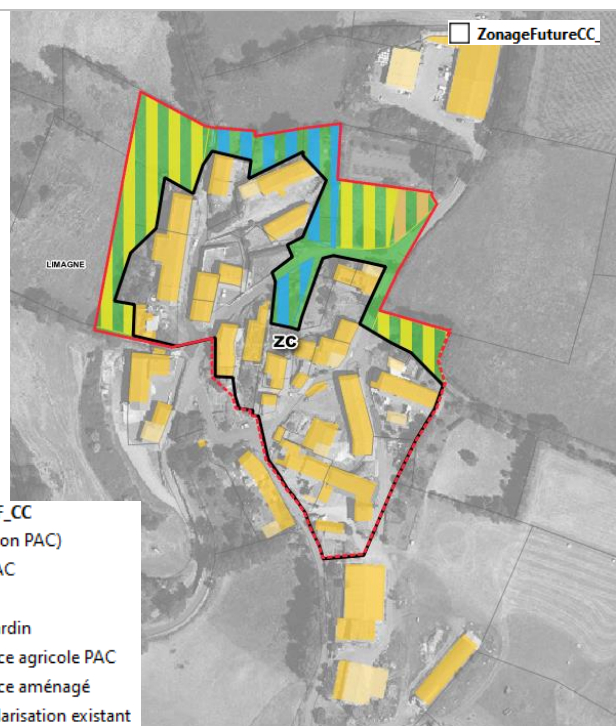 ZonageFutureCC_
LIMAGNE
ZC
F_CC
on PAC)
AC
rdin
ce agricole PAC
ce aménagé
larisation existant